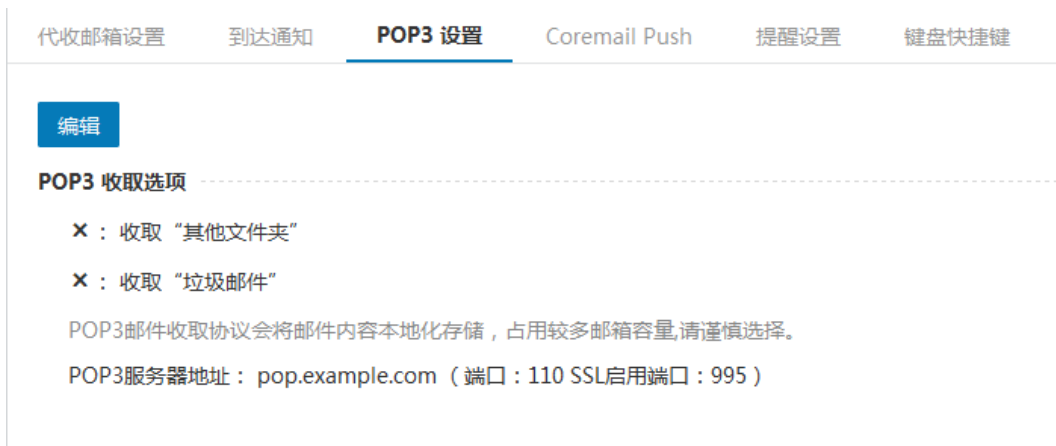 代收邮箱设置 到达通知 POP3 设置 Coremail Push 提醒设置 键盘快捷键
编辑
POP3 收取选项
✕ ： 收取“其他文件夹”
✕ ： 收取“垃圾邮件”
POP3邮件收取协议会将邮件内容本地化存储，占用较多邮箱容量,请谨慎选择。
POP3服务器地址： pop.example.com （ 端口：110 SSL启用端口：995 ）